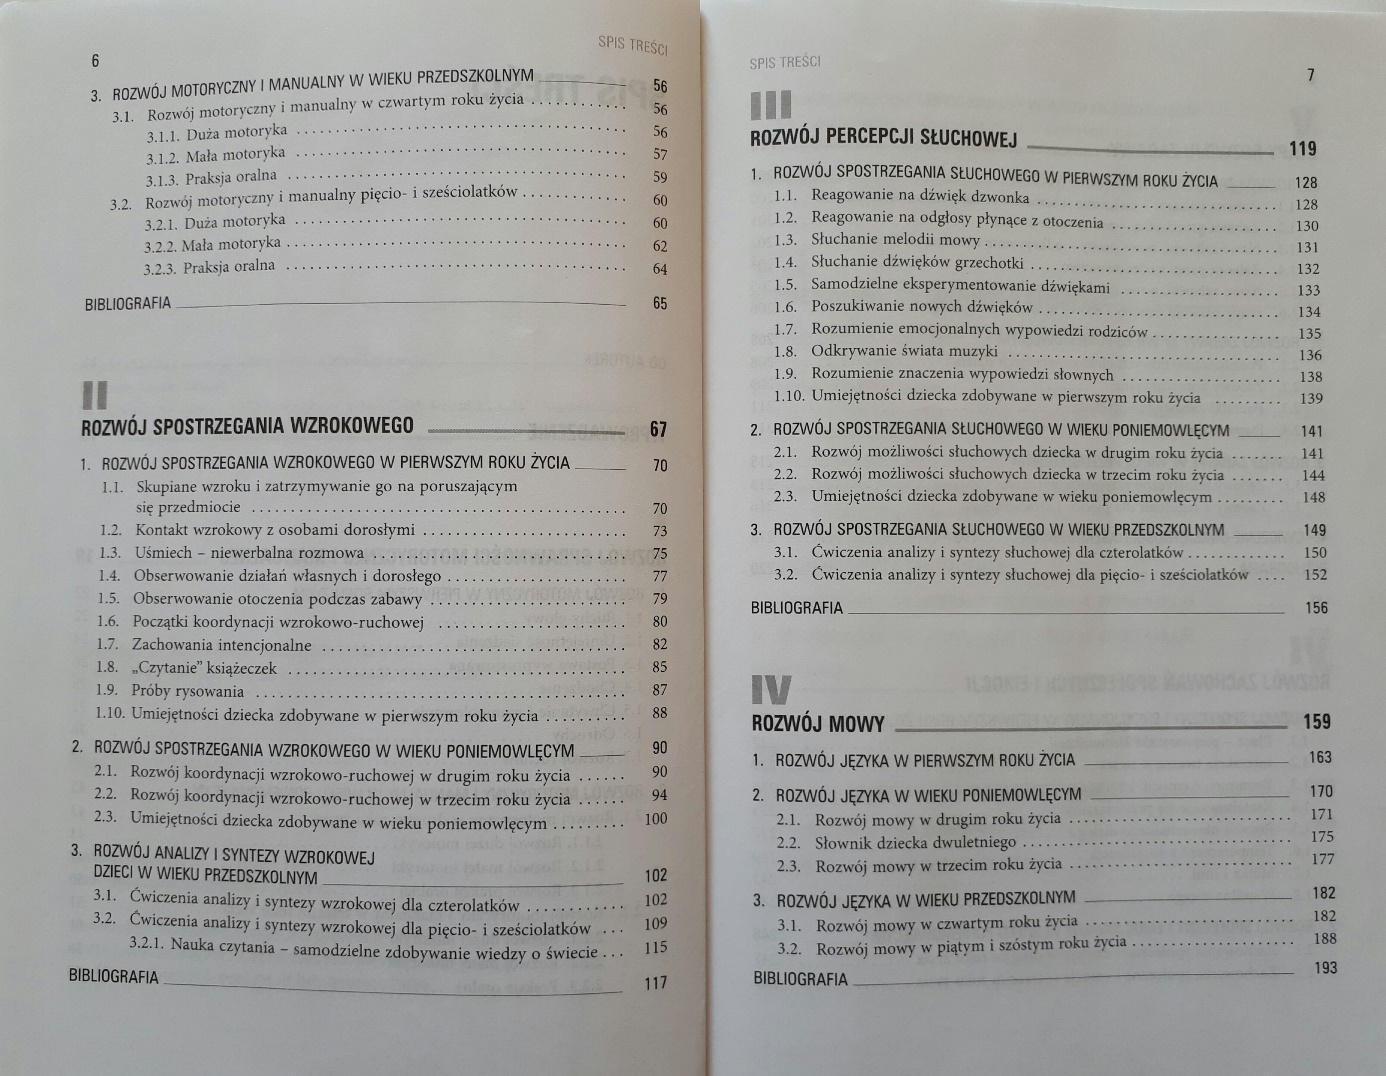 6
SPIS TREŚCI
3. ROZWÓJ MOTORYCZNY I MANUALNY W WIEKU PRZEDSZKOLNYM 56
3.1. Rozwój motoryczny i manualny w czwartym roku życia 56
3.1.1. Duża motoryka 56
3.1.2. Mała motoryka 57
3.1.3. Praksja oralna 59
3.2. Rozwój motoryczny i manualny pięcio- i sześciolatków 60
3.2.1. Duża motoryka 60
3.2.2. Mała motoryka 62
3.2.3. Praksja oralna 64
BIBLIOGRAFIA 65
II
ROZWÓJ SPOSTRZEGANIA WZROKOWEGO 67
1. ROZWÓJ SPOSTRZEGANIA WZROKOWEGO W PIERWSZYM ROKU ŻYCIA 70
1.1. Skupiane wzroku i zatrzymywanie go na poruszającym
się przedmiocie 70
1.2. Kontakt wzrokowy z osobami dorosłymi 73
1.3. Uśmiech – niewerbalna rozmowa 75
1.4. Obserwowanie działań własnych i dorosłego 77
1.5. Obserwowanie otoczenia podczas zabawy 79
1.6. Początki koordynacji wzrokowo-ruchowej 80
1.7. Zachowania intencjonalne 82
1.8. „Czytanie" książeczek 85
1.9. Próby rysowania 87
1.10. Umiejętności dziecka zdobywane w pierwszym roku życia 88
2. ROZWÓJ SPOSTRZEGANIA WZROKOWEGO W WIEKU PONIEMOWLĘCYM 90
2.1. Rozwój koordynacji wzrokowo-ruchowej w drugim roku życia 90
2.2. Rozwój koordynacji wzrokowo-ruchowej w trzecim roku życia 94
2.3. Umiejętności dziecka zdobywane w wieku poniemowlęcym 100
3. ROZWÓJ ANALIZY I SYNTEZY WZROKOWEJ
DZIECI W WIEKU PRZEDSZKOLNYM 102
3.1. Ćwiczenia analizy i syntezy wzrokowej dla czterolatków 102
3.2. Ćwiczenia analizy i syntezy wzrokowej dla pięcio- i sześciolatków 109
3.2.1. Nauka czytania – samodzielne zdobywanie wiedzy o świecie 115
BIBLIOGRAFIA 117
SPIS TREŚCI
7
III
ROZWÓJ PERCEPCJI SŁUCHOWEJ 119
1. ROZWÓJ SPOSTRZEGANIA SŁUCHOWEGO W PIERWSZYM ROKU ŻYCIA 128
1.1. Reagowanie na dźwięk dzwonka 128
1.2. Reagowanie na odgłosy płynące z otoczenia 130
1.3. Słuchanie melodii mowy 131
1.4. Słuchanie dźwięków grzechotki 132
1.5. Samodzielne eksperymentowanie dźwiękami 133
1.6. Poszukiwanie nowych dźwięków 134
1.7. Rozumienie emocjonalnych wypowiedzi rodziców 135
1.8. Odkrywanie świata muzyki 136
1.9. Rozumienie znaczenia wypowiedzi słownych 138
1.10. Umiejętności dziecka zdobywane w pierwszym roku życia 139
2. ROZWÓJ SPOSTRZEGANIA SŁUCHOWEGO W WIEKU PONIEMOWLĘCYM 141
2.1. Rozwój możliwości słuchowych dziecka w drugim roku życia 141
2.2. Rozwój możliwości słuchowych dziecka w trzecim roku życia 144
2.3. Umiejętności dziecka zdobywane w wieku poniemowlęcym 148
3. ROZWÓJ SPOSTRZEGANIA SŁUCHOWEGO W WIEKU PRZEDSZKOLNYM 149
3.1. Ćwiczenia analizy i syntezy słuchowej dla czterolatków 150
3.2. Ćwiczenia analizy i syntezy słuchowej dla pięcio- i sześciolatków 152
BIBLIOGRAFIA 156
IV
ROZWÓJ MOWY 159
1. ROZWÓJ JĘZYKA W PIERWSZYM ROKU ŻYCIA 163
2. ROZWÓJ JĘZYKA W WIEKU PONIEMOWLĘCYM 170
2.1. Rozwój mowy w drugim roku życia 171
2.2. Słownik dziecka dwuletniego 175
2.3. Rozwój mowy w trzecim roku życia 177
3. ROZWÓJ JĘZYKA W WIEKU PRZEDSZKOLNYM 182
3.1. Rozwój mowy w czwartym roku życia 182
3.2. Rozwój mowy w piątym i szóstym roku życia 188
BIBLIOGRAFIA 193